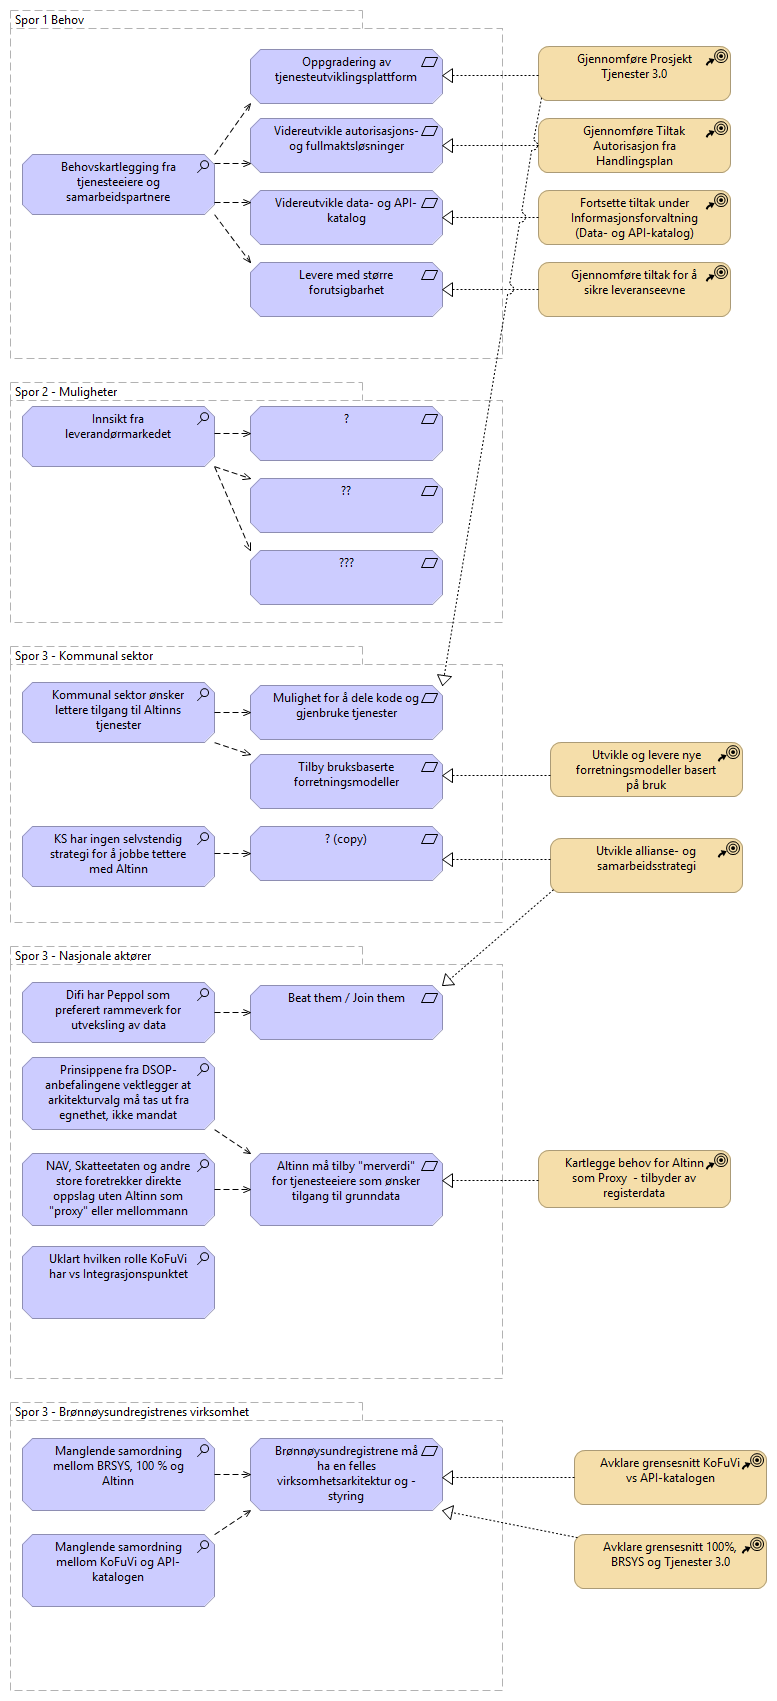 Spor 1 Behov
Oppgradering av
tjenesteutviklingsplattform
Gjennomføre Prosjekt
Tjenester 3.0
Behovskartlegging fra
tjenesteeiere og
samarbeidspartnere
Videreutvikle autorisasjons-
og fullmaktsløsninger
Gjennomføre Tiltak
Autorisasjon fra
Handlingsplan
Videreutvikle data- og API-
katalog
Fortsette tiltak under
Informasjonsforvaltning
(Data- og API-katalog)
Levere med større
forutsigbarhet
Gjennomføre tiltak for å
sikre leveranseevne
Spor 2 - Muligheter
Innsikt fra
leverandørmarkedet
?
??
???
Spor 3 - Kommunal sektor
Kommunal sektor ønsker
lettere tilgang til Altinns
tjenester
Mulighet for å dele kode og
gjenbruke tjenester
Tilby bruksbaserte
forretningsmodeller
Utvikle og levere nye
forretningsmodeller basert
på bruk
KS har ingen selvstendig
strategi for å jobbe tettere
med Altinn
? (copy)
Utvikle allianse- og
samarbeidsstrategi
Spor 3 - Nasjonale aktører
Difi har Peppol som
preferert rammeverk for
utveksling av data
Beat them / Join them
Prinsippene fra DSOP-
anbefalingene vektlegger at
arkitekturvalg må tas ut fra
egnethet, ikke mandat
NAV, Skatteetaten og andre
store foretrekker direkte
oppslag uten Altinn som
"proxy" eller mellommann
Altinn må tilby "merverdi"
for tjenesteeiere som ønsker
tilgang til grunndata
Kartlegge behov for Altinn
som Proxy  - tilbyder av
registerdata
Uklart hvilken rolle KoFuVi
har vs Integrasjonspunktet
Spor 3 - Brønnøysundregistrenes virksomhet
Manglende samordning
mellom BRSYS, 100 % og
Altinn
Brønnøysundregistrene må
ha en felles
virksomhetsarkitektur og -
styring
Avklare grensesnitt KoFuVi
vs API-katalogen
Manglende samordning
mellom KoFuVi og API-
katalogen
Avklare grensesnitt 100%,
BRSYS og Tjenester 3.0